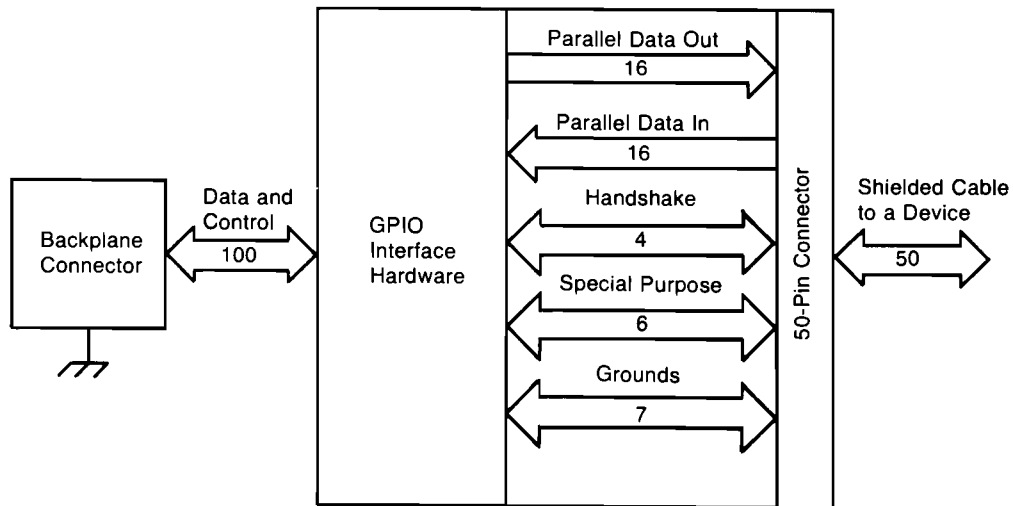 Backplane
Connector
Data and
Control
100
GPIO
Interface
Hardware
Parallel Data Out
16
Parallel Data In
16
Handshake
4
Special Purpose
6
Grounds
7
50-Pin Connector
Shielded Cable
to a Device
50